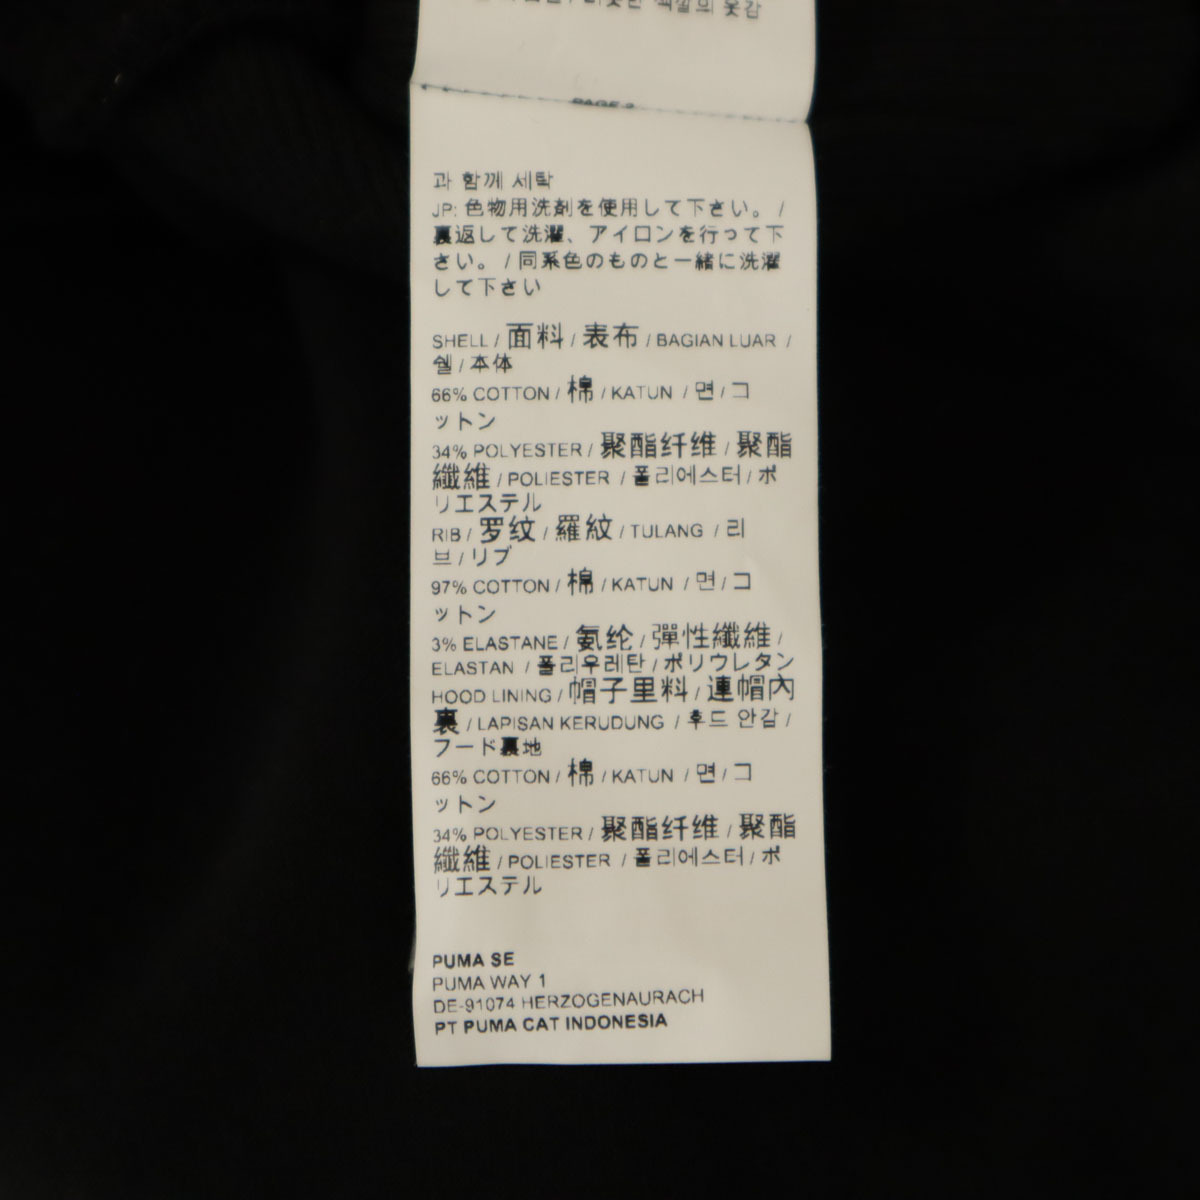 색깔의 옷감
PAGE 2
과 함께 세탁
JP: 色物用洗剤を使用して下さい。 /
裏返して洗濯、アイロンを行って下
さい。 / 同系色のものと一緒に洗濯
して下さい
SHELL / 面料 / 表布 / BAGIAN LUAR /
쉘 / 本体
66% COTTON / 棉 / KATUN / 면 / コ
ットン
34% POLYESTER / 聚酯纤维 / 聚酯
纖維 / POLIESTER / 폴리에스터 / ポ
リエステル
RIB / 罗纹 / 羅紋 / TULANG / 리
브 / リブ
97% COTTON / 棉 / KATUN / 면 / コ
ットン
3% ELASTANE / 氨纶 / 彈性纖維 /
ELASTAN / 폴리우레탄 / ポリウレタン
HOOD LINING / 帽子里料 / 連帽內
裏 / LAPISAN KERUDUNG / 후드 안감 /
フード裏地
66% COTTON / 棉 / KATUN / 면 / コ
ットン
34% POLYESTER / 聚酯纤维 / 聚酯
纖維 / POLIESTER / 폴리에스터 / ポ
リエステル
PUMA SE
PUMA WAY 1
DE-91074 HERZOGENAURACH
PT PUMA CAT INDONESIA